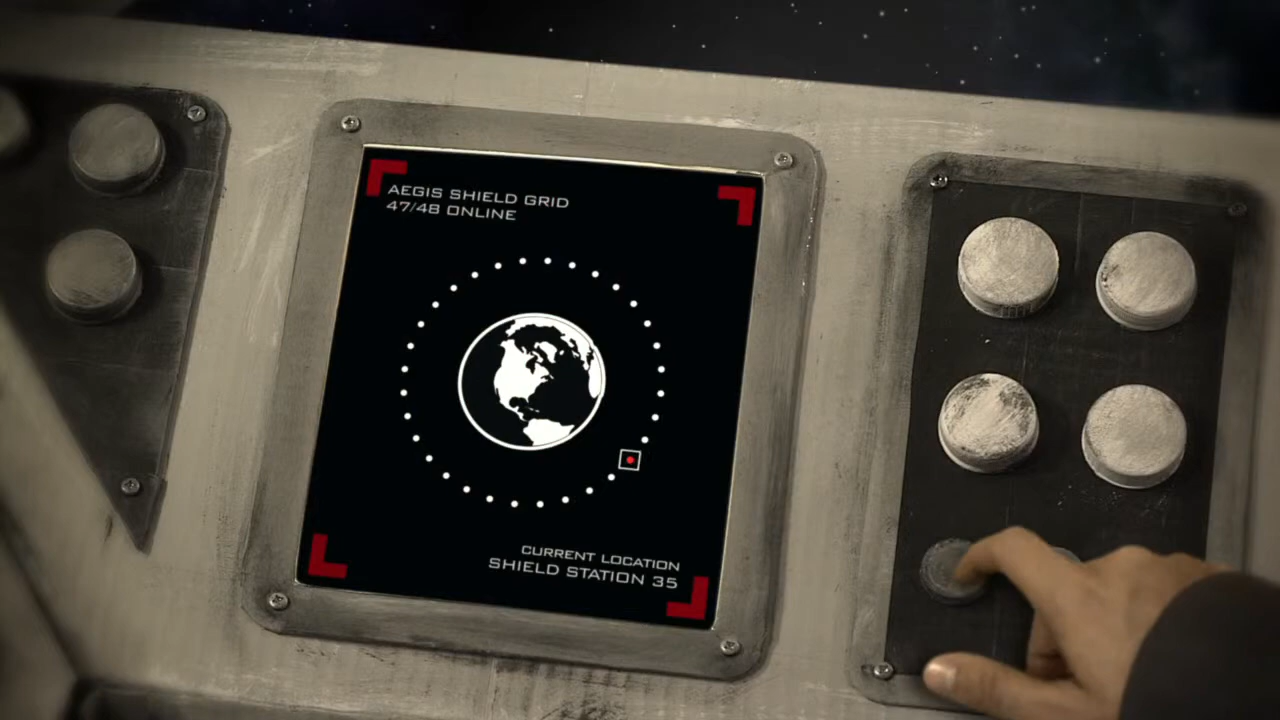 AEGIS SHIELD GRID
47/48 ONLINE
CURRENT LOCATION
SHIELD STATION 35